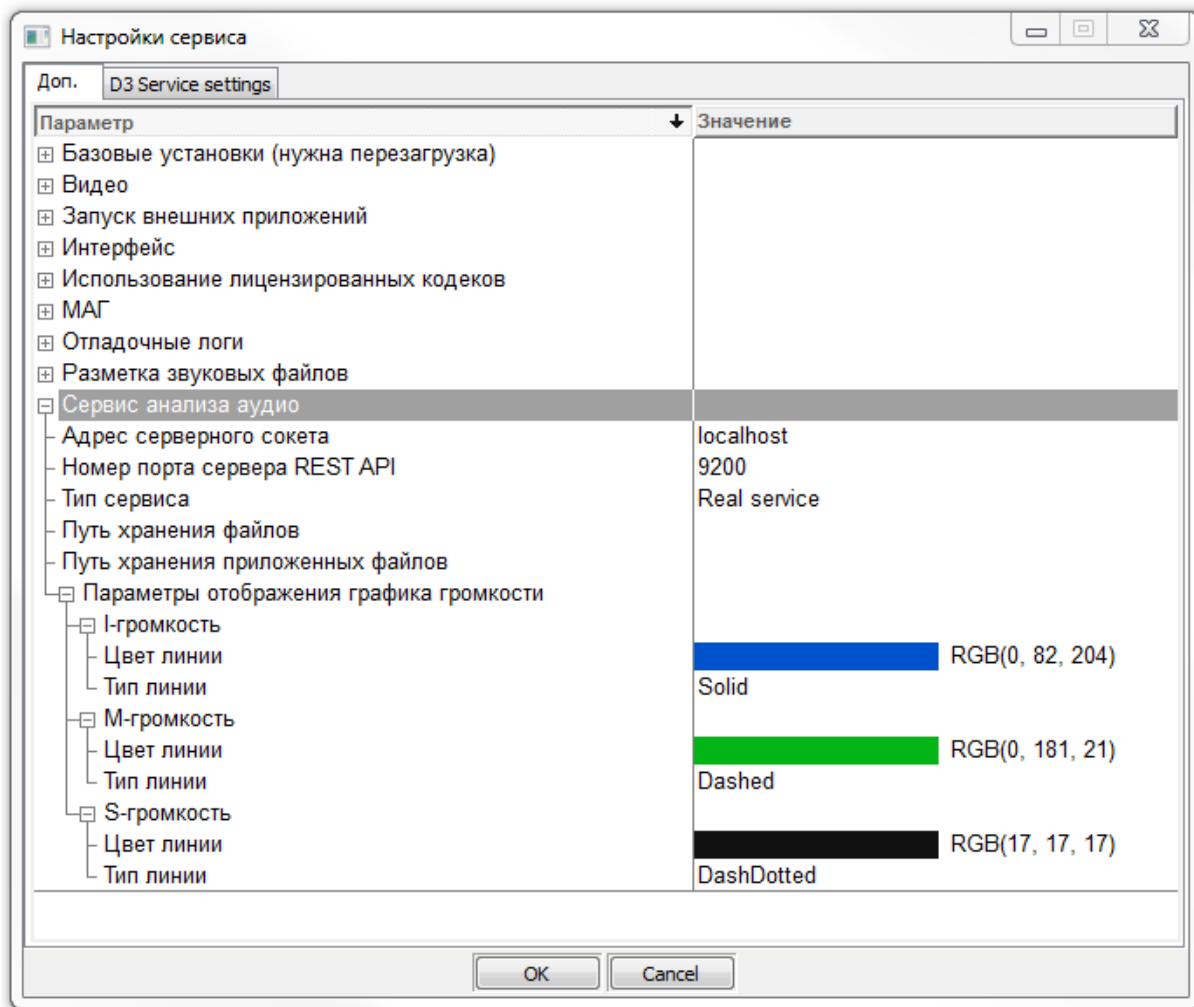 Настройки сервиса
Доп. D3 Service settings
Параметр Значение
Базовые установки (нужна перезагрузка)
Видео
Запуск внешних приложений
Интерфейс
Использование лицензированных кодеков
МАГ
Отладочные логи
Разметка звуковых файлов
Сервис анализа аудио
Адрес серверного сокета localhost
Номер порта сервера REST API 9200
Тип сервиса Real service
Путь хранения файлов
Путь хранения приложенных файлов
Параметры отображения графика громкости
I-громкость
Цвет линии RGB(0, 82, 204)
Тип линии Solid
M-громкость
Цвет линии RGB(0, 181, 21)
Тип линии Dashed
S-громкость
Цвет линии RGB(17, 17, 17)
Тип линии DashDotted
OK Cancel